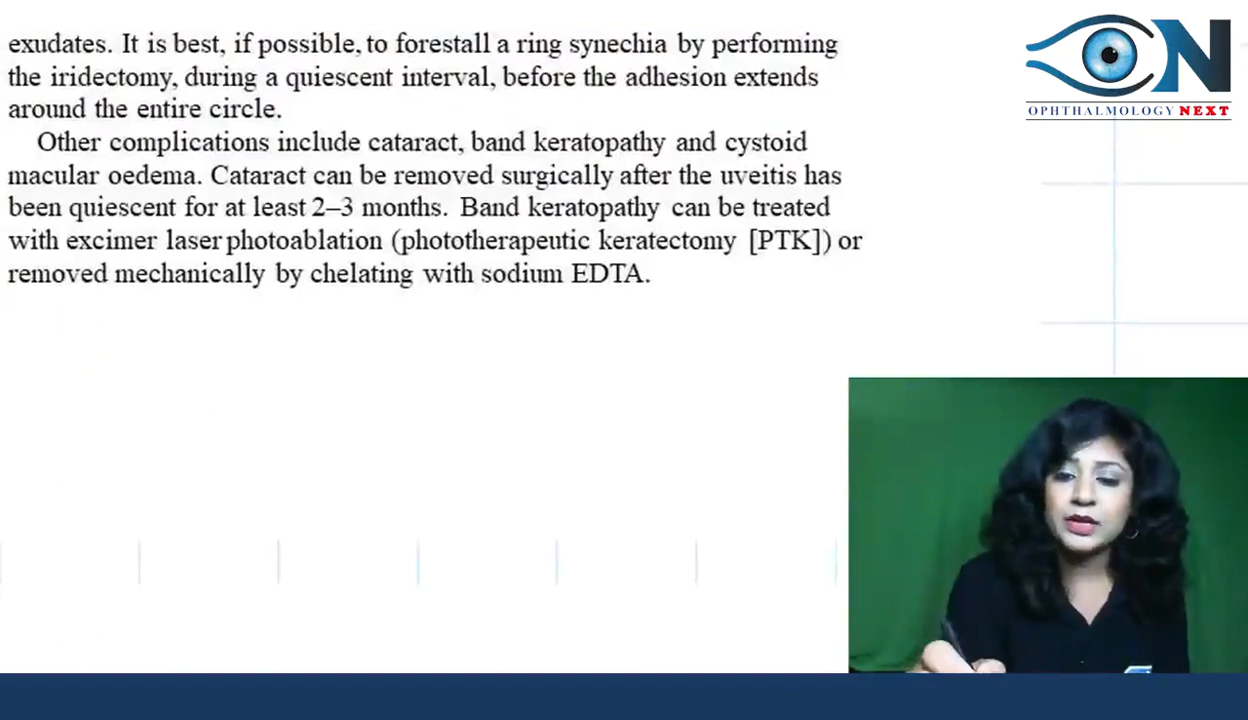 exudates. It is best, if possible, to forestall a ring synechia by performing
the iridectomy, during a quiescent interval, before the adhesion extends
around the entire circle.
Other complications include cataract, band keratopathy and cystoid
macular oedema. Cataract can be removed surgically after the uveitis has
been quiescent for at least 2–3 months. Band keratopathy can be treated
with excimer laser photoablation (phototherapeutic keratectomy [PTK]) or
removed mechanically by chelating with sodium EDTA.
ON
OPHTHALMOLOGY NEXT